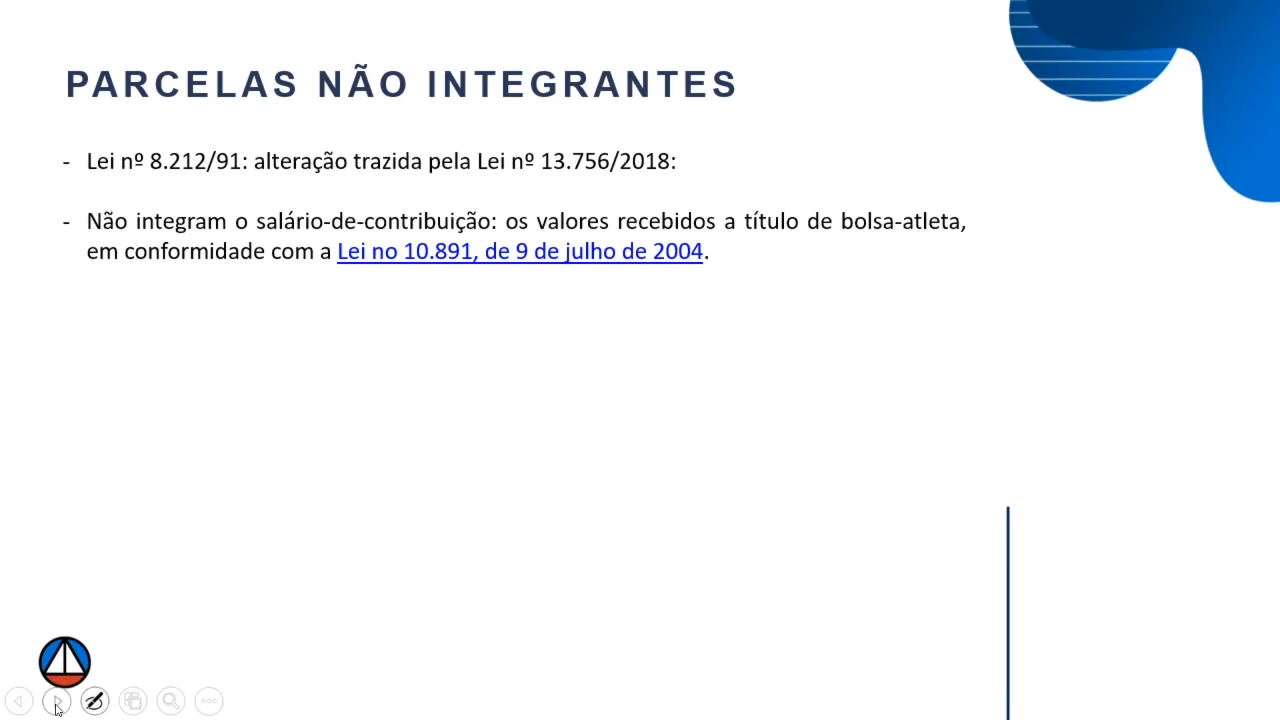 PARCELAS NÃO INTEGRANTES
- Lei nº 8.212/91: alteração trazida pela Lei nº 13.756/2018:
- Não integram o salário-de-contribuição: os valores recebidos a título de bolsa-atleta,
em conformidade com a Lei no 10.891, de 9 de julho de 2004.